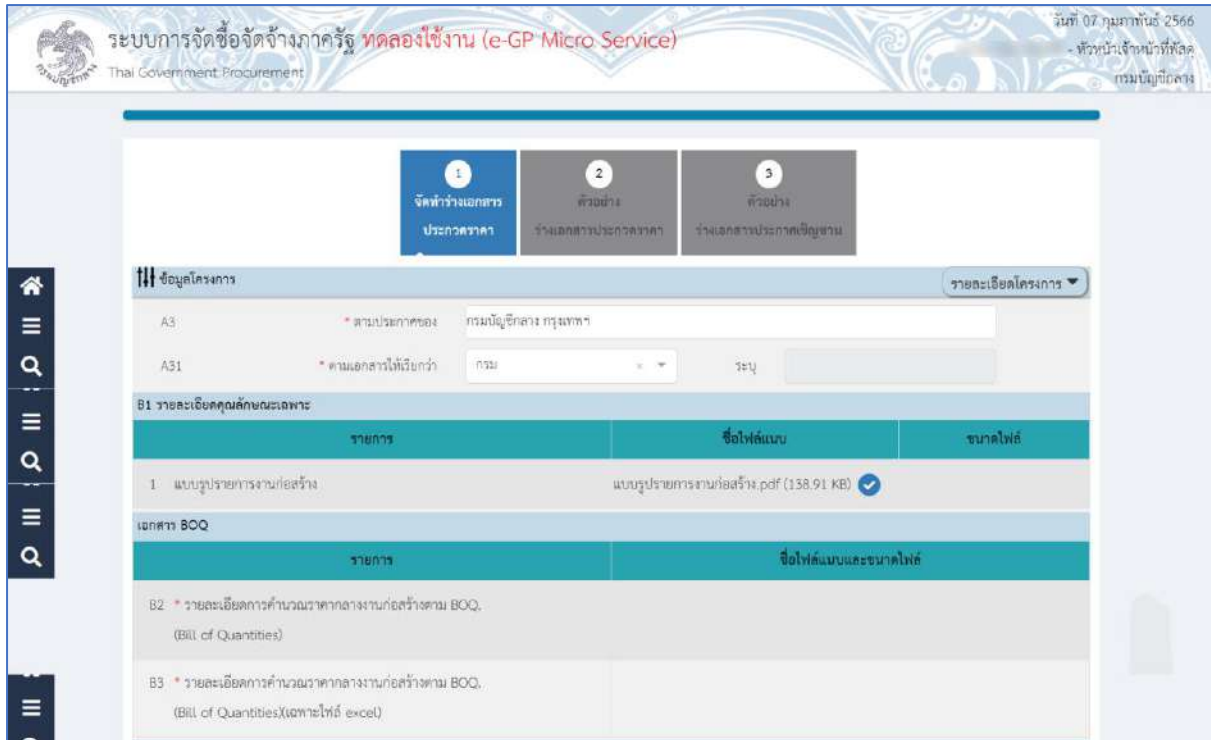 วันที่ 07 กุมภาพันธ์ 2566
ระบบการจัดซื้อจัดจ้างภาครัฐ ทดลองใช้งาน (e-GP Micro Service)
- หัวหน้าเจ้าหน้าที่พัสดุ
Thai Government Procurement
กรมบัญชีกลาง
1
จัดทำร่างเอกสาร
ประกวดราคา
2
ตัวอย่าง
ร่างเอกสารประกวดราคา
3
ตัวอย่าง
ร่างเอกสารประกาศเชิญชวน
ข้อมูลโครงการ
รายละเอียดโครงการ
A3 * ตามประกาศของ กรมบัญชีกลาง กรุงเทพฯ
A31 * ตามเอกสารให้เรียกว่า กรม × ระบุ
B1 รายละเอียดคุณลักษณะเฉพาะ
รายการ ชื่อไฟล์แนบ ขนาดไฟล์
1 แบบรูปรายการงานก่อสร้าง แบบรูปรายการงานก่อสร้าง.pdf (138.91 KB)
เอกสาร BOQ
รายการ ชื่อไฟล์แนบและขนาดไฟล์
B2 * รายละเอียดการคำนวณราคากลางงานก่อสร้างตาม BOQ.
(Bill of Quantities)
B3 * รายละเอียดการคำนวณราคากลางงานก่อสร้างตาม BOQ.
(Bill of Quantities)(เฉพาะไฟล์ excel)